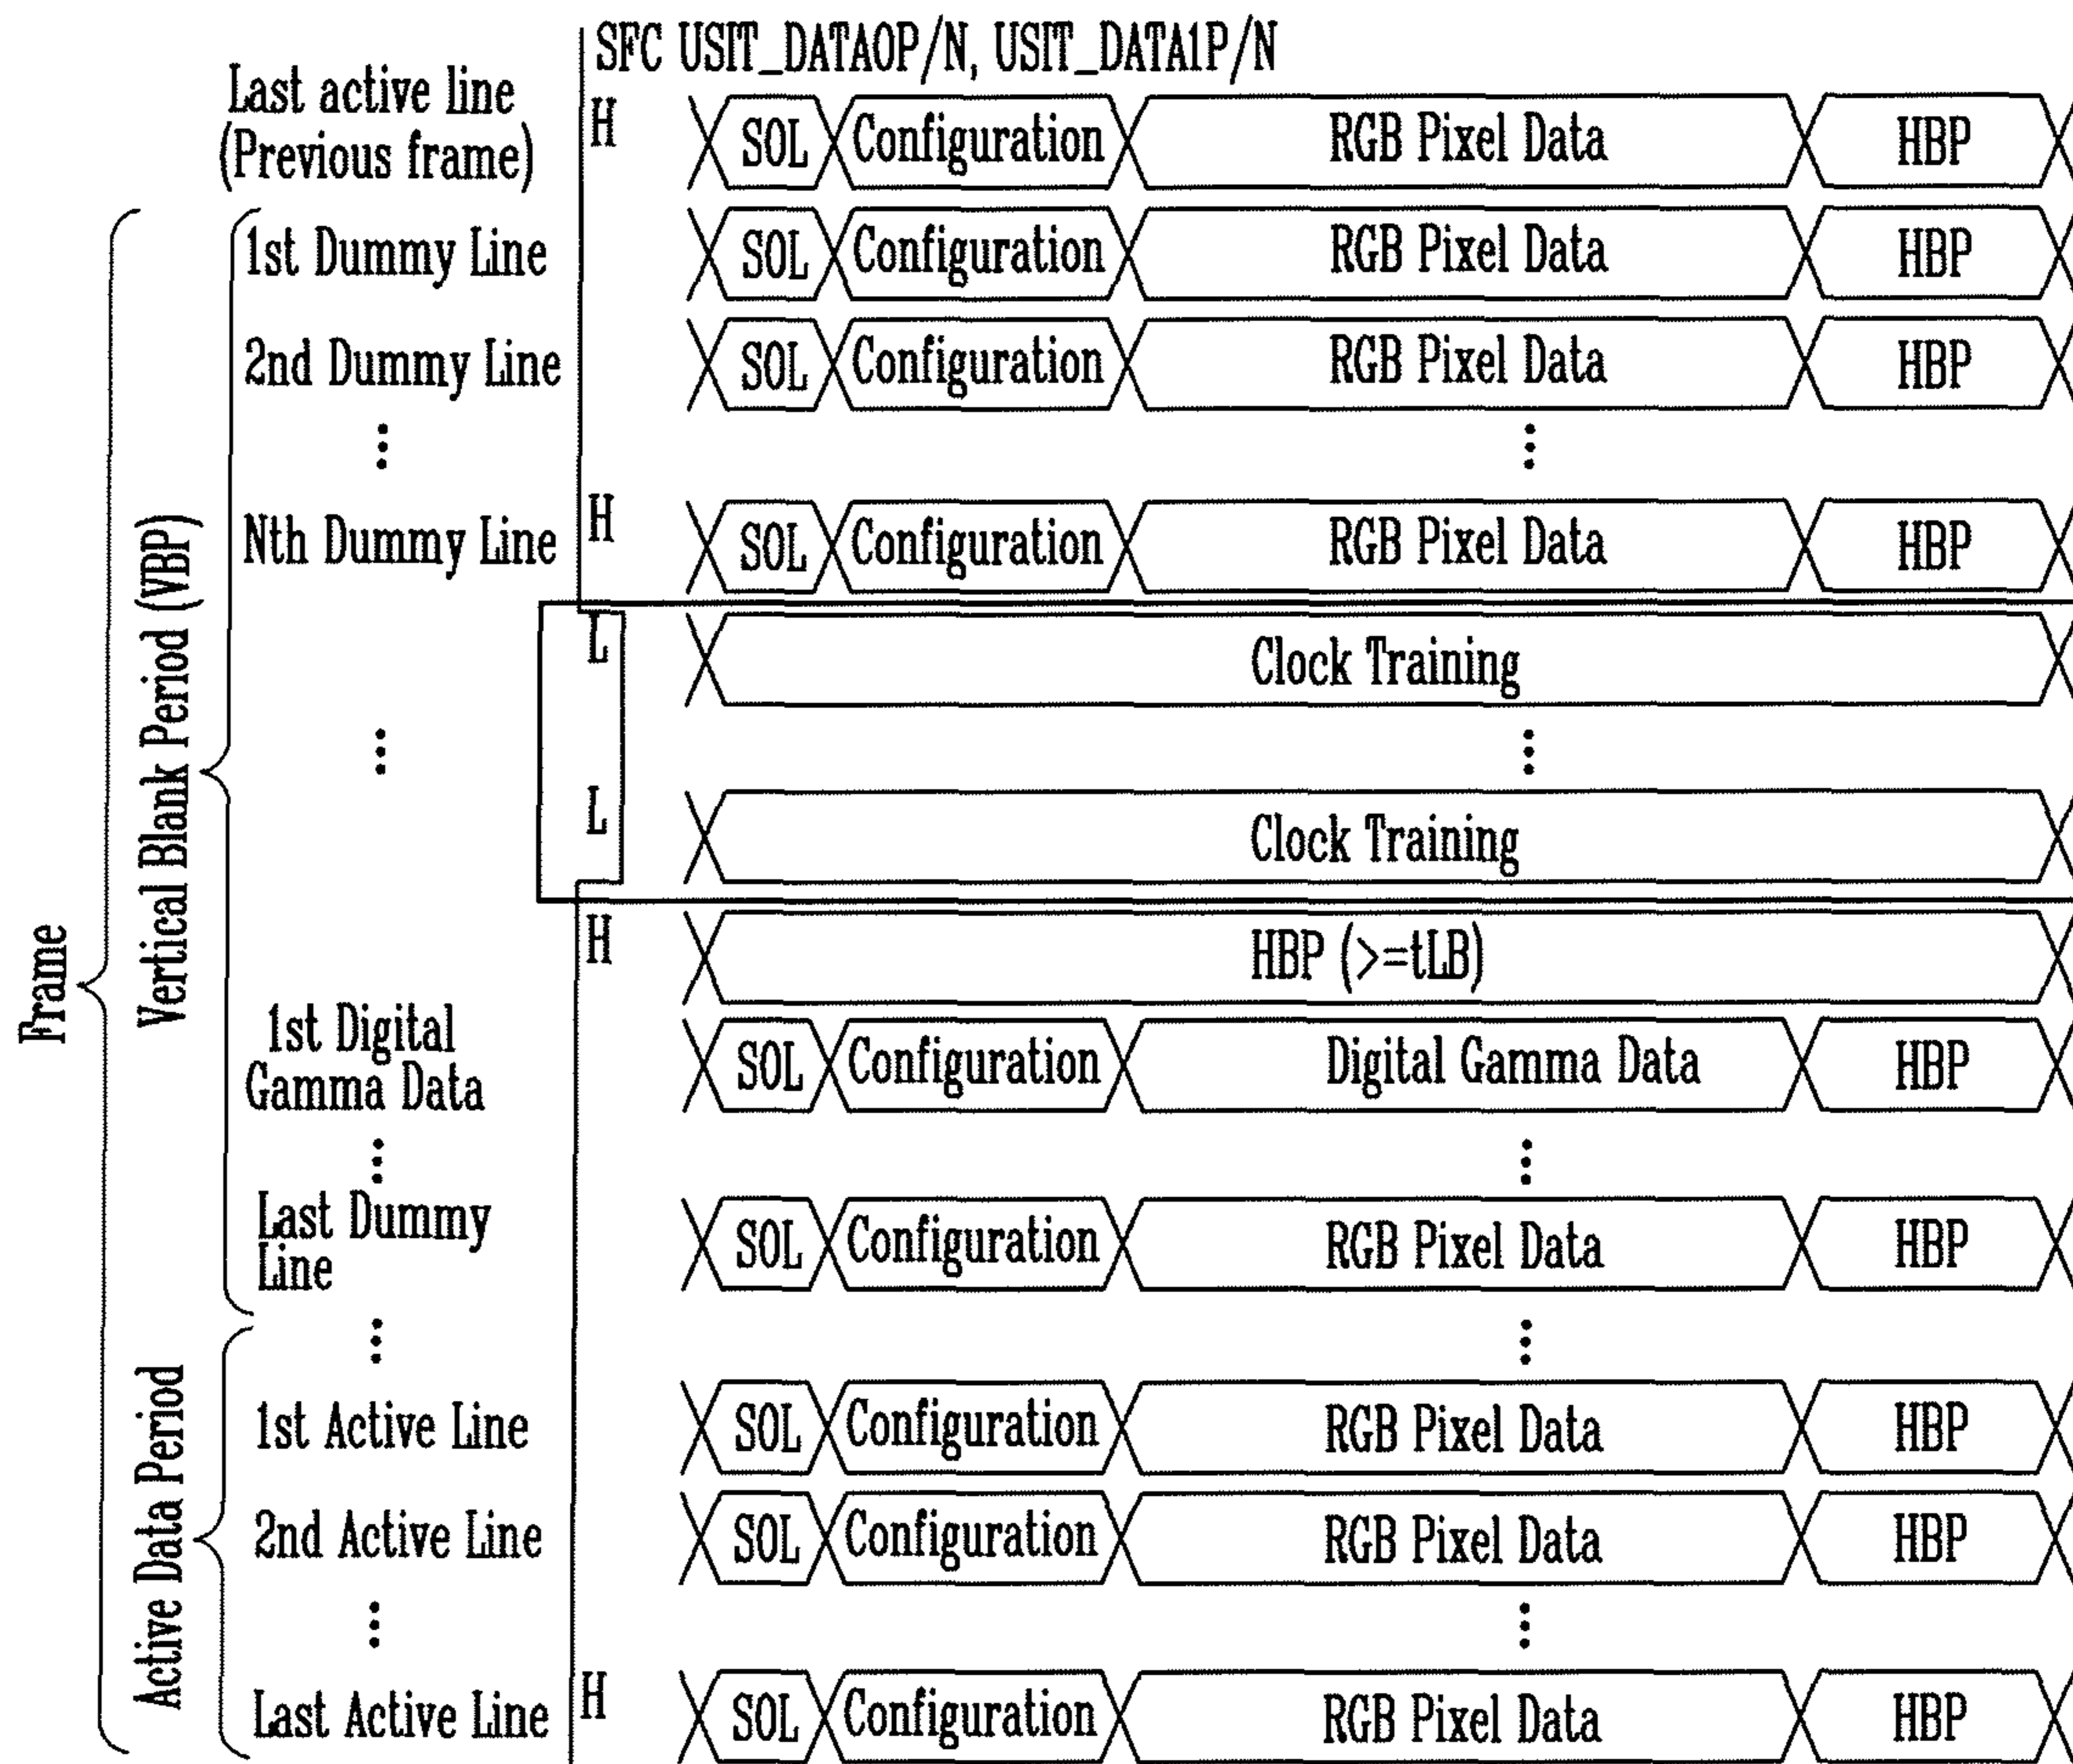 SFC USIT_DATA0P/N, USIT_DATA1P/N
Last active line
(Previous frame)
H
SOL Configuration RGB Pixel Data HBP
1st Dummy Line
SOL Configuration RGB Pixel Data HBP
2nd Dummy Line
SOL Configuration RGB Pixel Data HBP
Nth Dummy Line
H
SOL Configuration RGB Pixel Data HBP
L
Clock Training
L
Clock Training
H
HBP (>=tLB)
1st Digital
Gamma Data
SOL Configuration Digital Gamma Data HBP
Last Dummy
Line
SOL Configuration RGB Pixel Data HBP
1st Active Line
SOL Configuration RGB Pixel Data HBP
2nd Active Line
SOL Configuration RGB Pixel Data HBP
Last Active Line
H
SOL Configuration RGB Pixel Data HBP
Frame
Vertical Blank Period (VBP)
Active Data Period